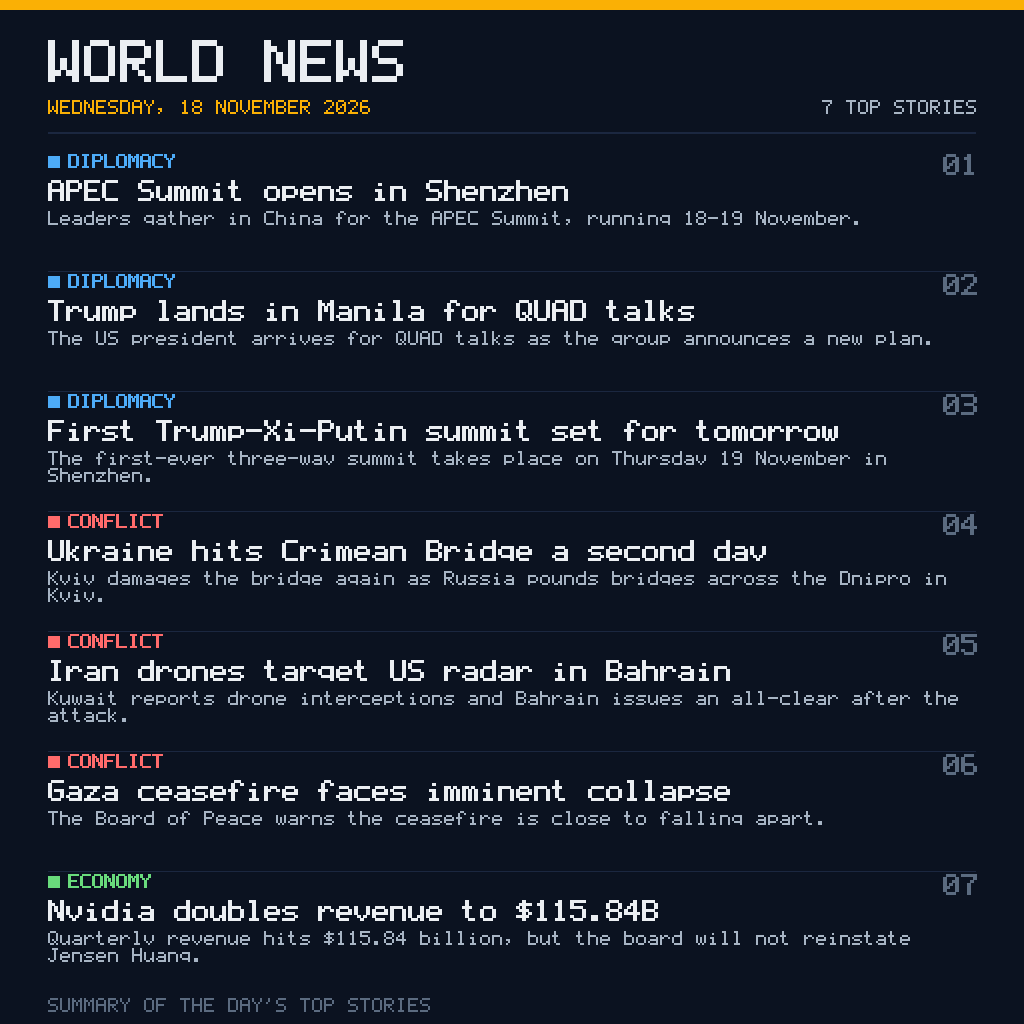 WORLD NEWS
WEDNESDAY, 18 NOVEMBER 2026
7 TOP STORIES
DIPLOMACY
01
APEC Summit opens in Shenzhen
Leaders gather in China for the APEC Summit, running 18-19 November.
DIPLOMACY
02
Trump lands in Manila for QUAD talks
The US president arrives for QUAD talks as the group announces a new plan.
DIPLOMACY
03
First Trump-Xi-Putin summit set for tomorrow
The first-ever three-way summit takes place on Thursday 19 November in
Shenzhen.
CONFLICT
04
Ukraine hits Crimean Bridge a second day
Kyiv damages the bridge again as Russia pounds bridges across the Dnipro in
Kyiv.
CONFLICT
05
Iran drones target US radar in Bahrain
Kuwait reports drone interceptions and Bahrain issues an all-clear after the
attack.
CONFLICT
06
Gaza ceasefire faces imminent collapse
The Board of Peace warns the ceasefire is close to falling apart.
ECONOMY
07
Nvidia doubles revenue to $115.84B
Quarterly revenue hits $115.84 billion, but the board will not reinstate
Jensen Huang.
SUMMARY OF THE DAY'S TOP STORIES